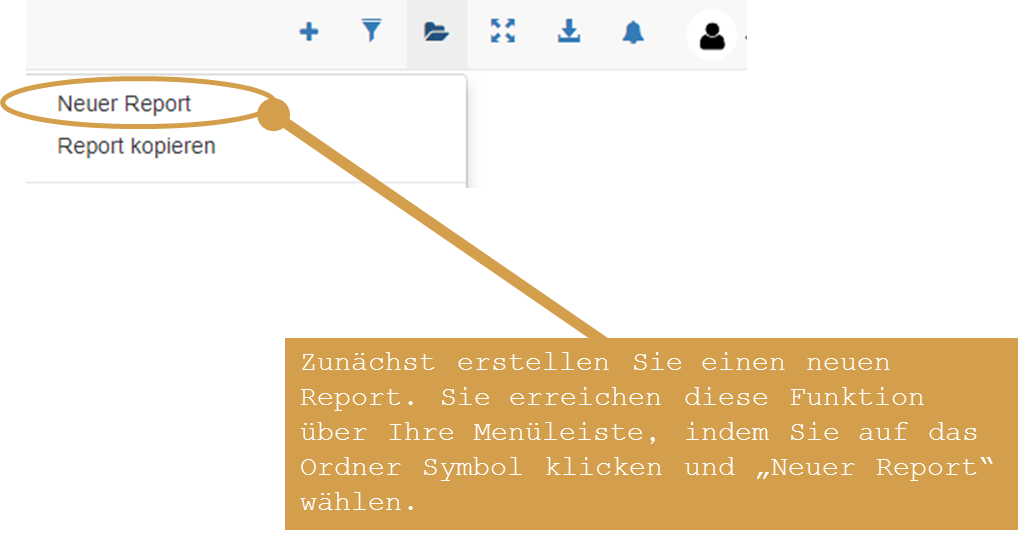 Neuer Report
Report kopieren
Zunächst erstellen Sie einen neuen
Report. Sie erreichen diese Funktion
über Ihre Menüleiste, indem Sie auf das
Ordner Symbol klicken und „Neuer Report“
wählen.